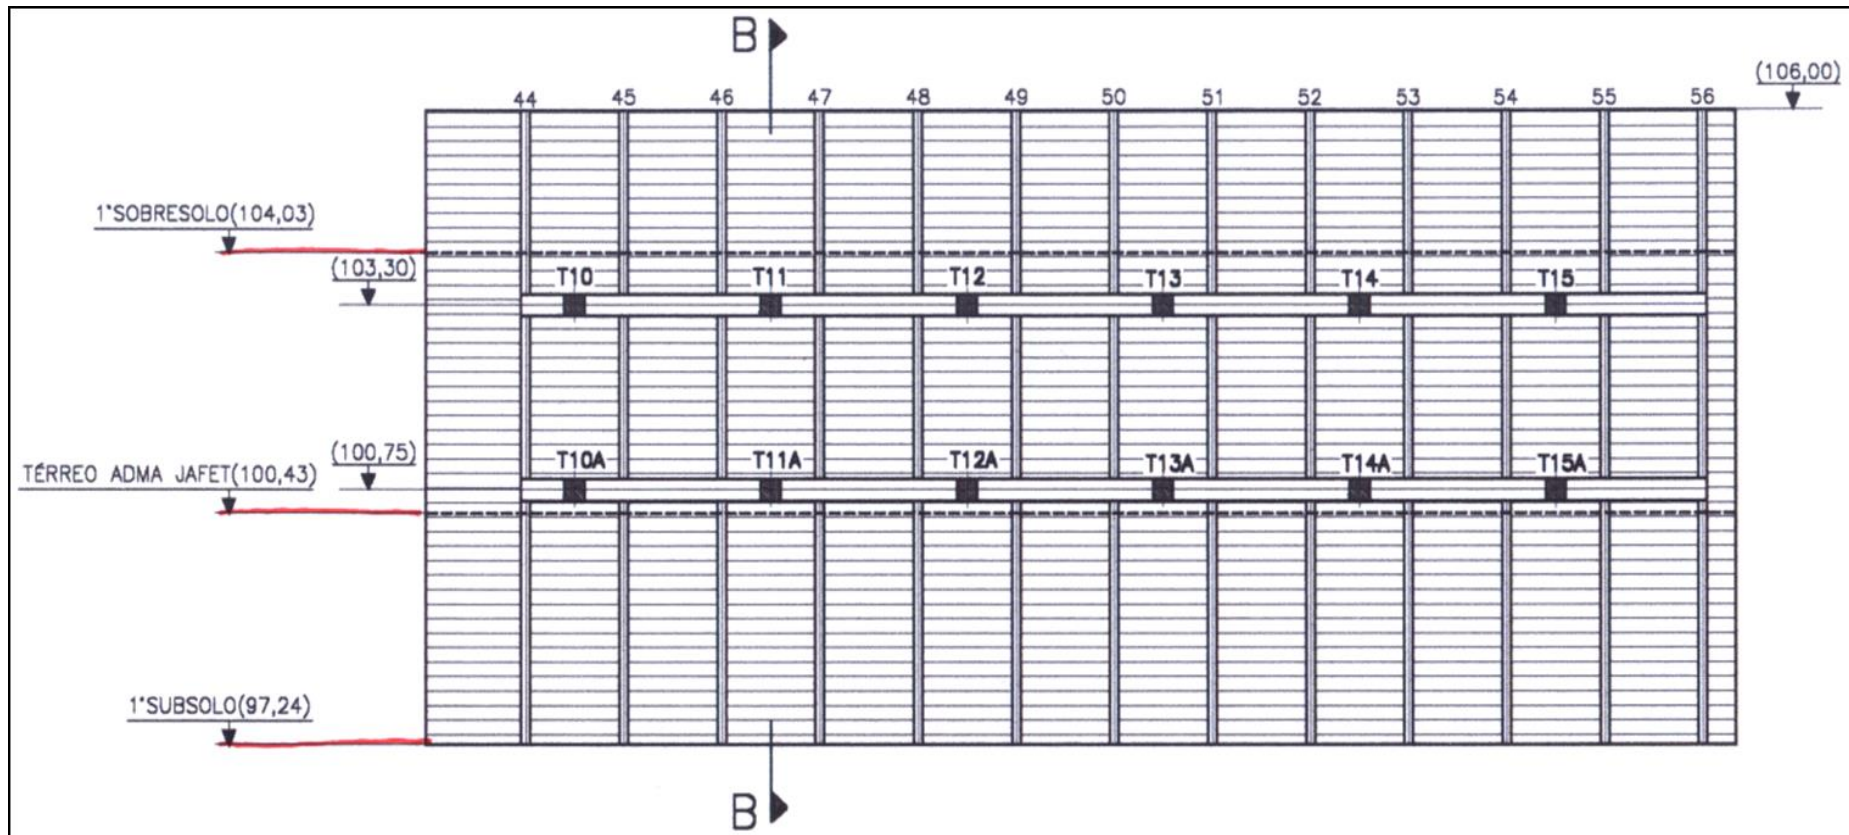 B
(106,00)
44 45 46 47 48 49 50 51 52 53 54 55 56
1°SOBRESOLO(104,03)
(103,30)
T10 T11 T12 T13 T14 T15
(100,75)
T10A T11A T12A T13A T14A T15A
TÉRREO ADMA JAFET(100,43)
1°SUBSOLO(97,24)
B